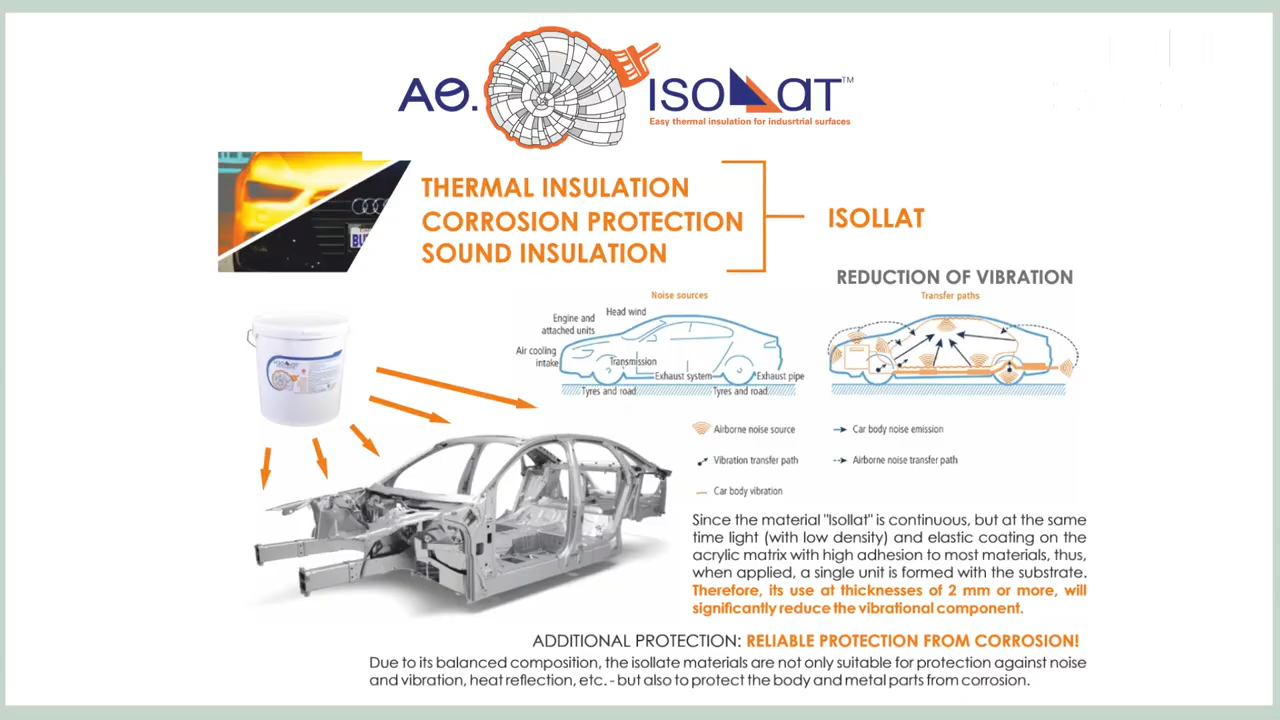 AΘ. ISOLLAT™
Easy thermal insulation for indusrtrial surfaces
THERMAL INSULATION
CORROSION PROTECTION
SOUND INSULATION
ISOLLAT
REDUCTION OF VIBRATION
Noise sources
Transfer paths
Head wind
Engine and
attached units
Air cooling
intake
Transmission
Exhaust system
Exhaust pipe
Tyres and road
Tyres and road
Airborne noise source
Car body noise emission
Vibration transfer path
Airborne noise transfer path
Car body vibration
Since the material "Isollat" is continuous, but at the same
time light (with low density) and elastic coating on the
acrylic matrix with high adhesion to most materials, thus,
when applied, a single unit is formed with the substrate.
Therefore, its use at thicknesses of 2 mm or more, will
significantly reduce the vibrational component.
ADDITIONAL PROTECTION: RELIABLE PROTECTION FROM CORROSION!
Due to its balanced composition, the isollate materials are not only suitable for protection against noise
and vibration, heat reflection, etc. - but also to protect the body and metal parts from corrosion.